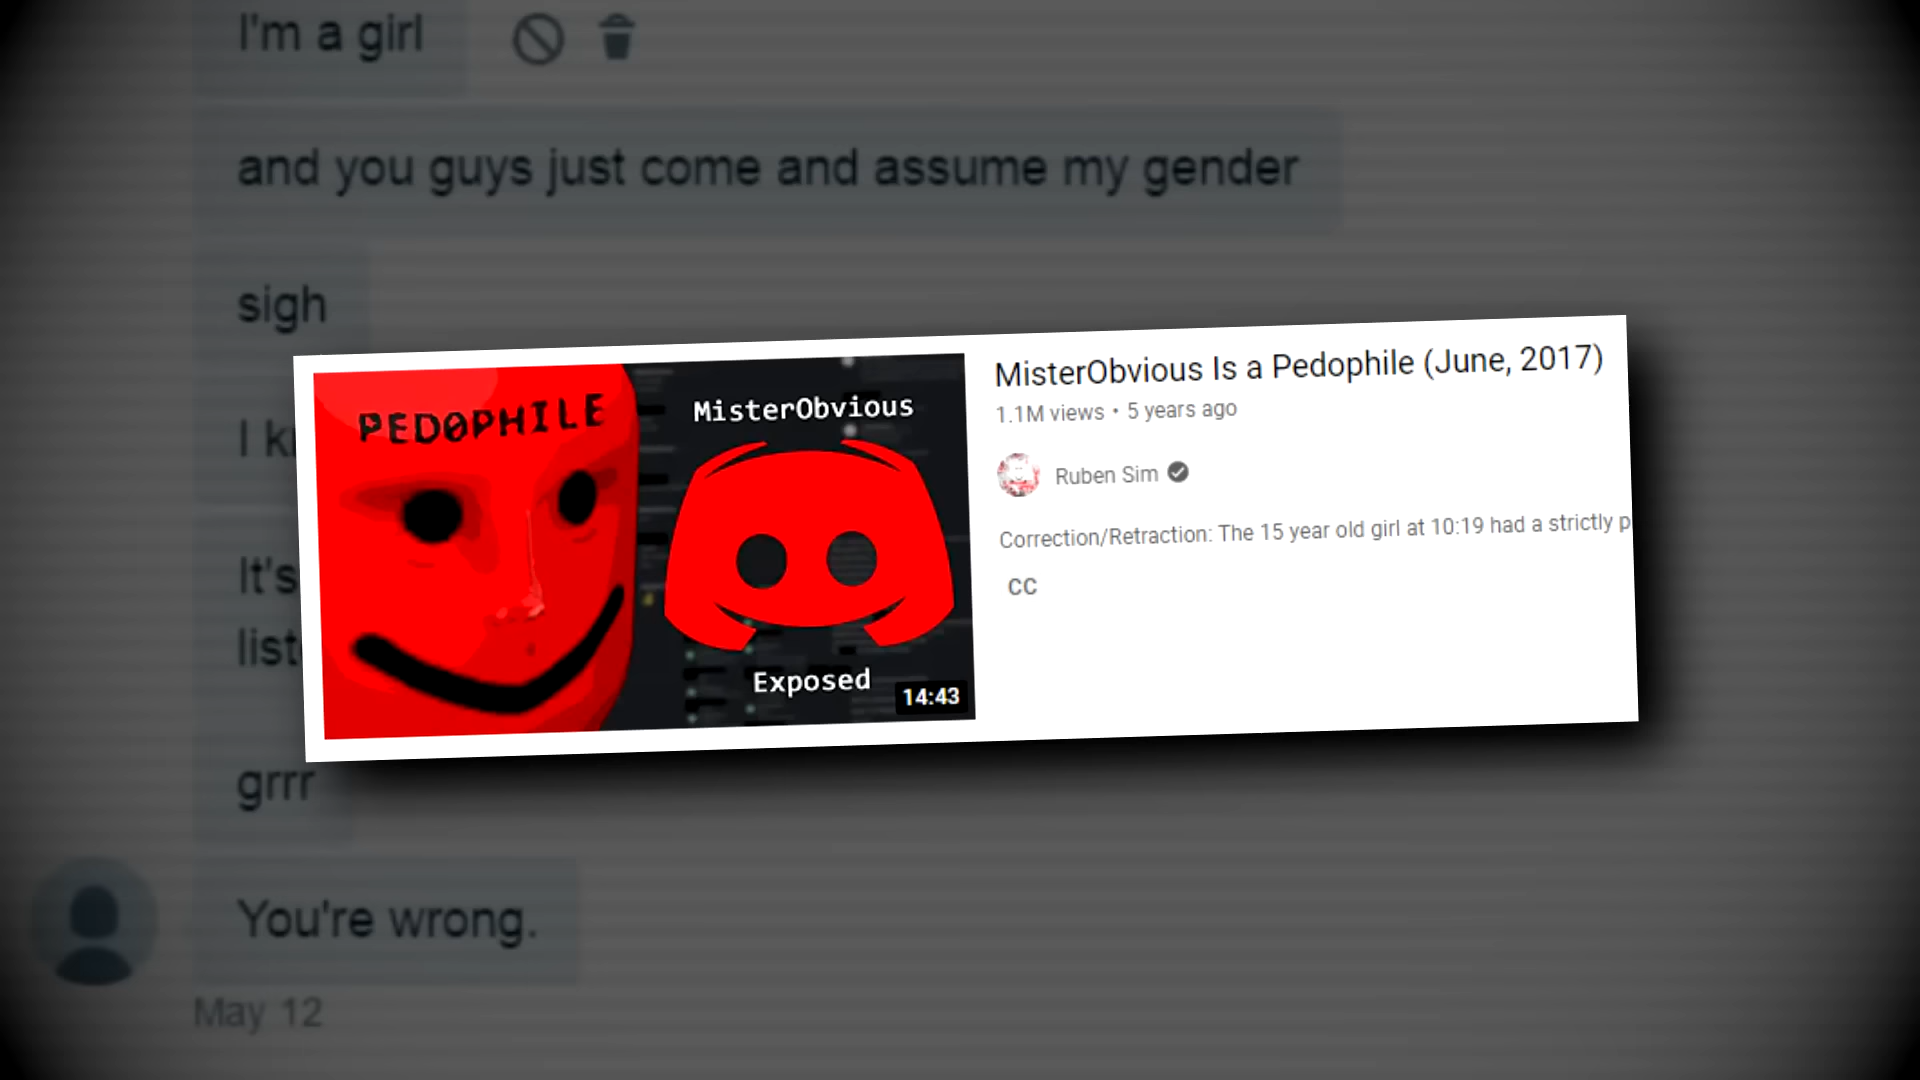 I'm a girl
and you guys just come and assume my gender
sigh
I
It's
PEDOPHILE
MisterObvious
Exposed
14:43
MisterObvious Is a Pedophile (June, 2017)
1.1M views • 5 years ago
Ruben Sim
Correction/Retraction: The 15 year old girl at 10:19 had a strictly
CC
grrr
You're wrong.
May 12